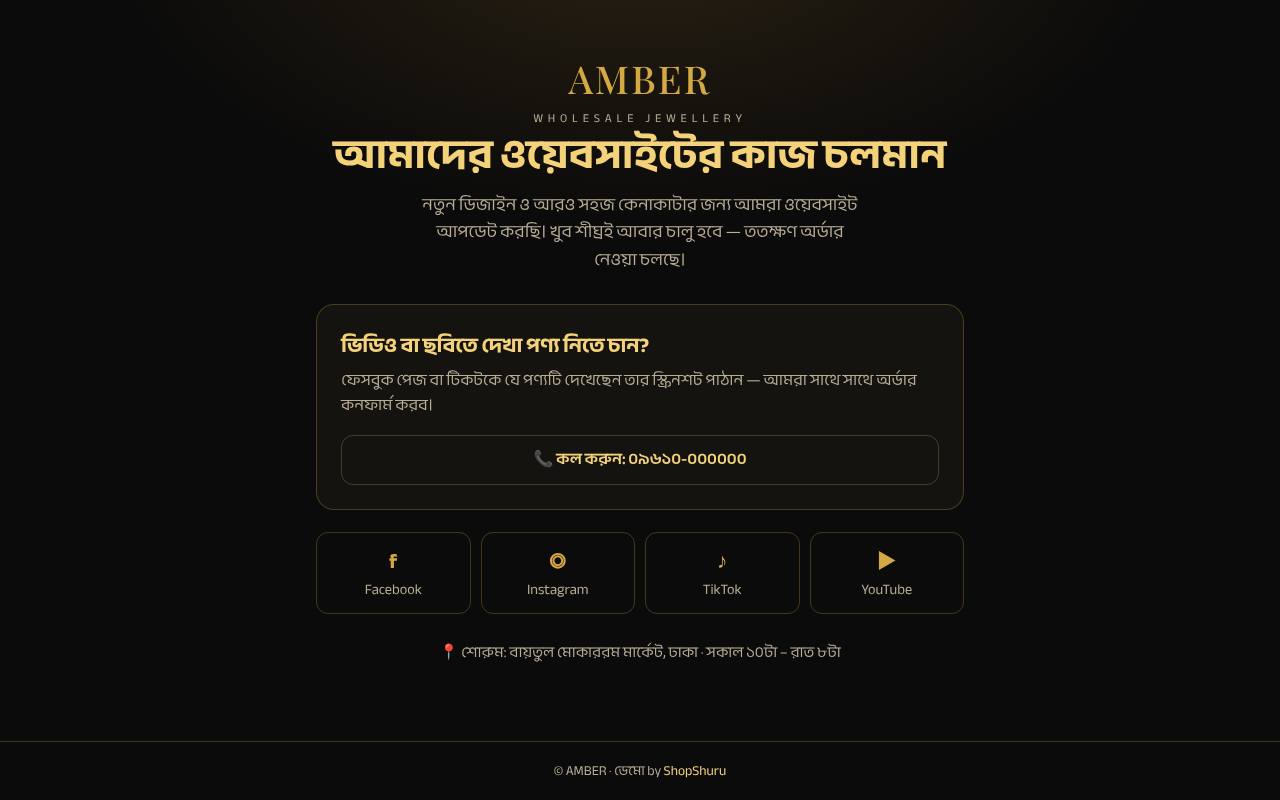 AMBER
WHOLESALE JEWELLERY
আমাদের ওয়েবসাইটের কাজ চলমান
নতুন ডিজাইন ও আরও সহজ কেনাকাটার জন্য আমরা ওয়েবসাইট
আপডেট করছি। খুব শীঘ্রই আবার চালু হবে — ততক্ষণ অর্ডার
নেওয়া চলছে।
ভিডিও বা ছবিতে দেখা পণ্য নিতে চান?
ফেসবুক পেজ বা টিকটকে যে পণ্যটি দেখেছেন তার স্ক্রিনশট পাঠান — আমরা সাথে সাথে অর্ডার
কনফার্ম করব।
📞 কল করুন: ০৯৬১০-০০০০০০
f
Facebook
◎
Instagram
♪
TikTok
▶
YouTube
📍 শোরুম: বায়তুল মোকাররম মার্কেট, ঢাকা · সকাল ১০টা – রাত ৮টা
© AMBER · ডেমো by ShopShuru